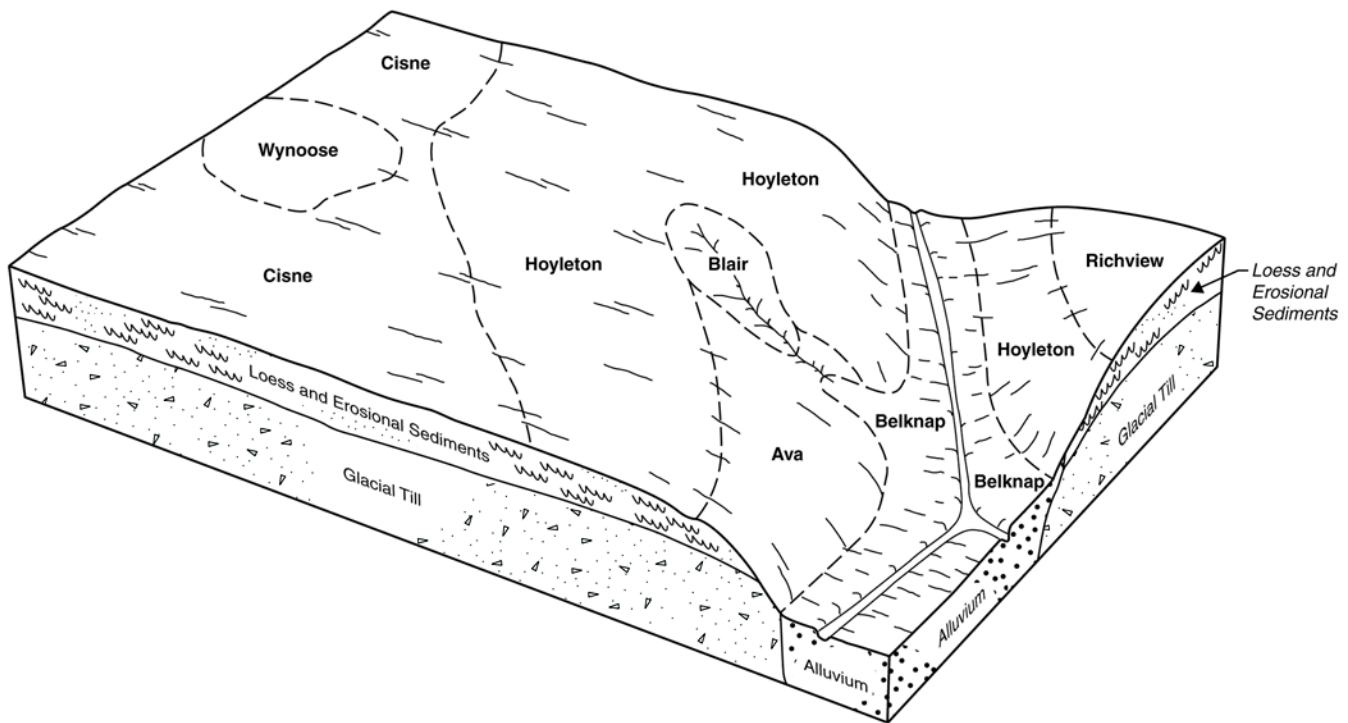 Cisne
Wynoose
Hoyleton
Cisne
Hoyleton
Blair
Richview
Loess and
Erosional
Sediments
Hoyleton
Loess and Erosional Sediments
Glacial Till
Belknap
Ava
Belknap
Glacial Till
Alluvium
Alluvium